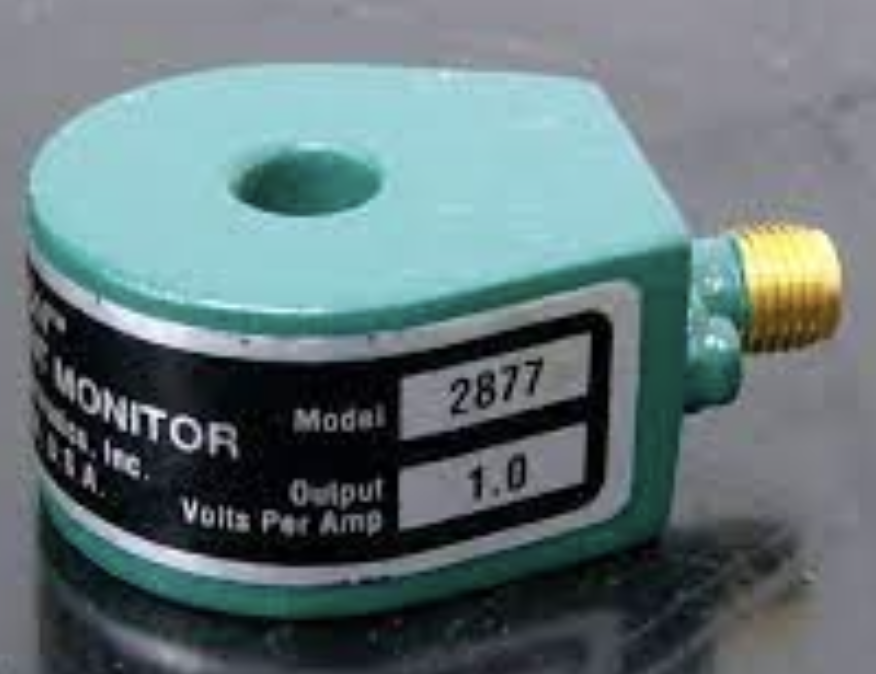 MONITOR
Inc.
U.S.A.
Model 2877
Output
Volts Per Amp 1.0